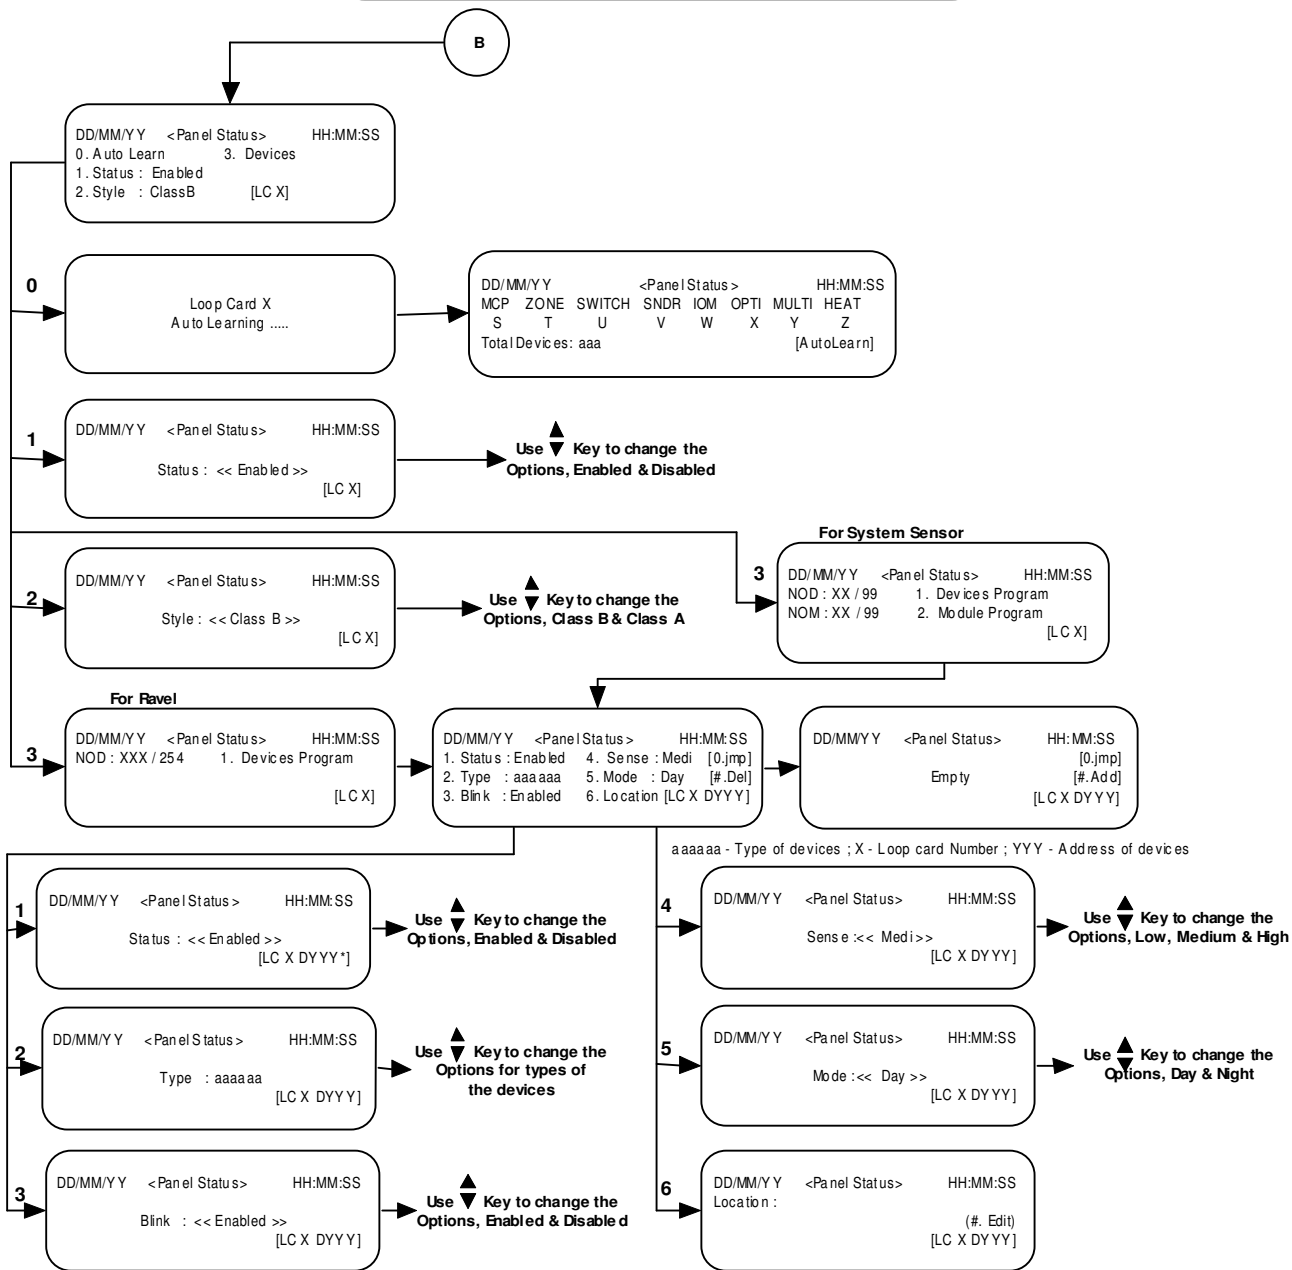 B
DD/MM/YY <Panel Status> HH:MM:SS
0. Auto Learn 3. Devices
1. Status : Enabled
2. Style : ClassB [LC X]
0
Loop Card X
Auto Learning .....
DD/MM/YY <Panel Status> HH:MM:SS
MCP ZONE SWITCH SNDR IOM OPTI MULTI HEAT
S T U V W X Y Z
Total Devices: aaa [AutoLearn]
1
DD/MM/YY <Panel Status> HH:MM:SS
Status : << Enabled >>
[LC X]
Use ▲▼ Key to change the
Options, Enabled & Disabled
2
DD/MM/YY <Panel Status> HH:MM:SS
Style : << Class B >>
[LC X]
Use ▲▼ Key to change the
Options, Class B & Class A
For System Sensor
3
DD/MM/YY <Panel Status> HH:MM:SS
NOD : XX / 99 1. Devices Program
NOM : XX / 99 2. Module Program
[LC X]
For Ravel
3
DD/MM/YY <Panel Status> HH:MM:SS
NOD : XXX / 254 1. Devices Program
[LC X]
DD/MM/YY <Panel Status> HH:MM:SS
1. Status : Enabled 4. Sense : Medi [0.jmp]
2. Type : aaaaaa 5. Mode : Day [#.Del]
3. Blink : Enabled 6. Location [LC X DYYY]
DD/MM/YY <Panel Status> HH:MM:SS
[0.jmp]
Empty [#.Add]
[LC X DYYY]
aaaaaa - Type of devices ; X - Loop card Number ; YYY - Address of devices
1
DD/MM/YY <Panel Status> HH:MM:SS
Status : << Enabled >>
[LC X DYYY*]
Use ▲▼ Key to change the
Options, Enabled & Disabled
2
DD/MM/YY <Panel Status> HH:MM:SS
Type : aaaaaa
[LC X DYYY]
Use ▲▼ Key to change the
Options for types of
the devices
3
DD/MM/YY <Panel Status> HH:MM:SS
Blink : << Enabled >>
[LC X DYYY]
Use ▲▼ Key to change the
Options, Enabled & Disabled
4
DD/MM/YY <Panel Status> HH:MM:SS
Sense :<< Medi >>
[LC X DYYY]
Use ▲▼ Key to change the
Options, Low, Medium & High
5
DD/MM/YY <Panel Status> HH:MM:SS
Mode :<< Day >>
[LC X DYYY]
Use ▲▼ Key to change the
Options, Day & Night
6
DD/MM/YY <Panel Status> HH:MM:SS
Location :
(#. Edit)
[LC X DYYY]